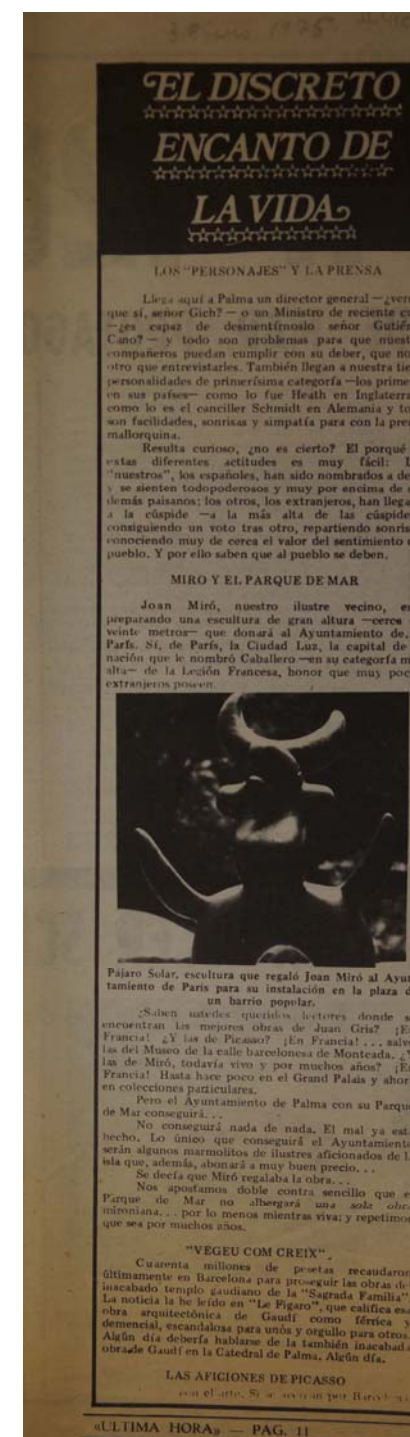 3 Enero 1975
EL DISCRETO
ENCANTO DE
LA VIDA
LOS "PERSONAJES" Y LA PRENSA
Llega aquí a Palma un director general —¿ver
que sí, señor Gich? — o un Ministro de reciente
—¿es capaz de desmentírnoslo señor Gutié
Cano? — y todo son problemas para que nuest
compañeros puedan cumplir con su deber, que no
otro que entrevistarles. También llegan a nuestra tie
personalidades de primerísima categoría —los prime
en sus países— como lo fue Heath en Inglaterra
como lo es el canciller Schmidt en Alemania y to
son facilidades, sonrisas y simpatía para con la pre
mallorquina.
Resulta curioso, ¿no es cierto? El porqué
estas diferentes actitudes es muy fácil:
"nuestros", los españoles, han sido nombrados a de
y se sienten todopoderosos y muy por encima de
demás paisanos; los otros, los extranjeros, han llega
a la cúspide —a la más alta de las cúspide
consiguiendo un voto tras otro, repartiendo sonris
conociendo muy de cerca el valor del sentimiento
pueblo. Y por ello saben que al pueblo se deben.
MIRO Y EL PARQUE DE MAR
Joan Miró, nuestro ilustre vecino, e
preparando una escultura de gran altura —cerca
veinte metros— que donará al Ayuntamiento de.
París. Sí, de París, la Ciudad Luz, la capital de
nación que le nombró Caballero —en su categoría m
alta— de la Legión Francesa, honor que muy poc
extranjeros poseen.
Pájaro Solar, escultura que regaló Joan Miró al Ayun
tamiento de París para su instalación en la plaza d
un barrio popular.
¿Saben ustedes queridos lectores donde s
encuentran las mejores obras de Juan Gris? ¡E
Francia! ¿Y las de Picasso? ¡En Francia! . . . salv
las del Museo de la calle barcelonesa de Montcada. ¿Y
las de Miró, todavía vivo y por muchos años? ¡E
Francia! Hasta hace poco en el Grand Palais y ahor
en colecciones particulares.
Pero el Ayuntamiento de Palma con su Parqu
de Mar conseguirá. . .
No conseguirá nada de nada. El mal ya est
hecho. Lo único que conseguirá el Ayuntamient
serán algunos marmolitos de ilustres aficionados de l
isla que, además, abonará a muy buen precio. . .
Se decía que Miró regalaba la obra. . .
Nos apostamos doble contra sencillo que e
Parque de Mar no albergará una sola obr
mironiana. . . por lo menos mientras viva; y repetimo
que sea por muchos años.
"VEGEU COM CREIX"
Cuarenta millones de pesetas recaudaron
últimamente en Barcelona para proseguir las obras de
inacabado templo gaudiano de la "Sagrada Familia"
La noticia la he leído en "Le Figaro", que califica esa
obra arquitectónica de Gaudí como férrica y
demencial, escandalosa para unos y orgullo para otros.
Algún día debería hablarse de la también inacabada
obra de Gaudí en la Catedral de Palma. Algún día.
LAS AFICIONES DE PICASSO
«ULTIMA HORA» — PAG. 11